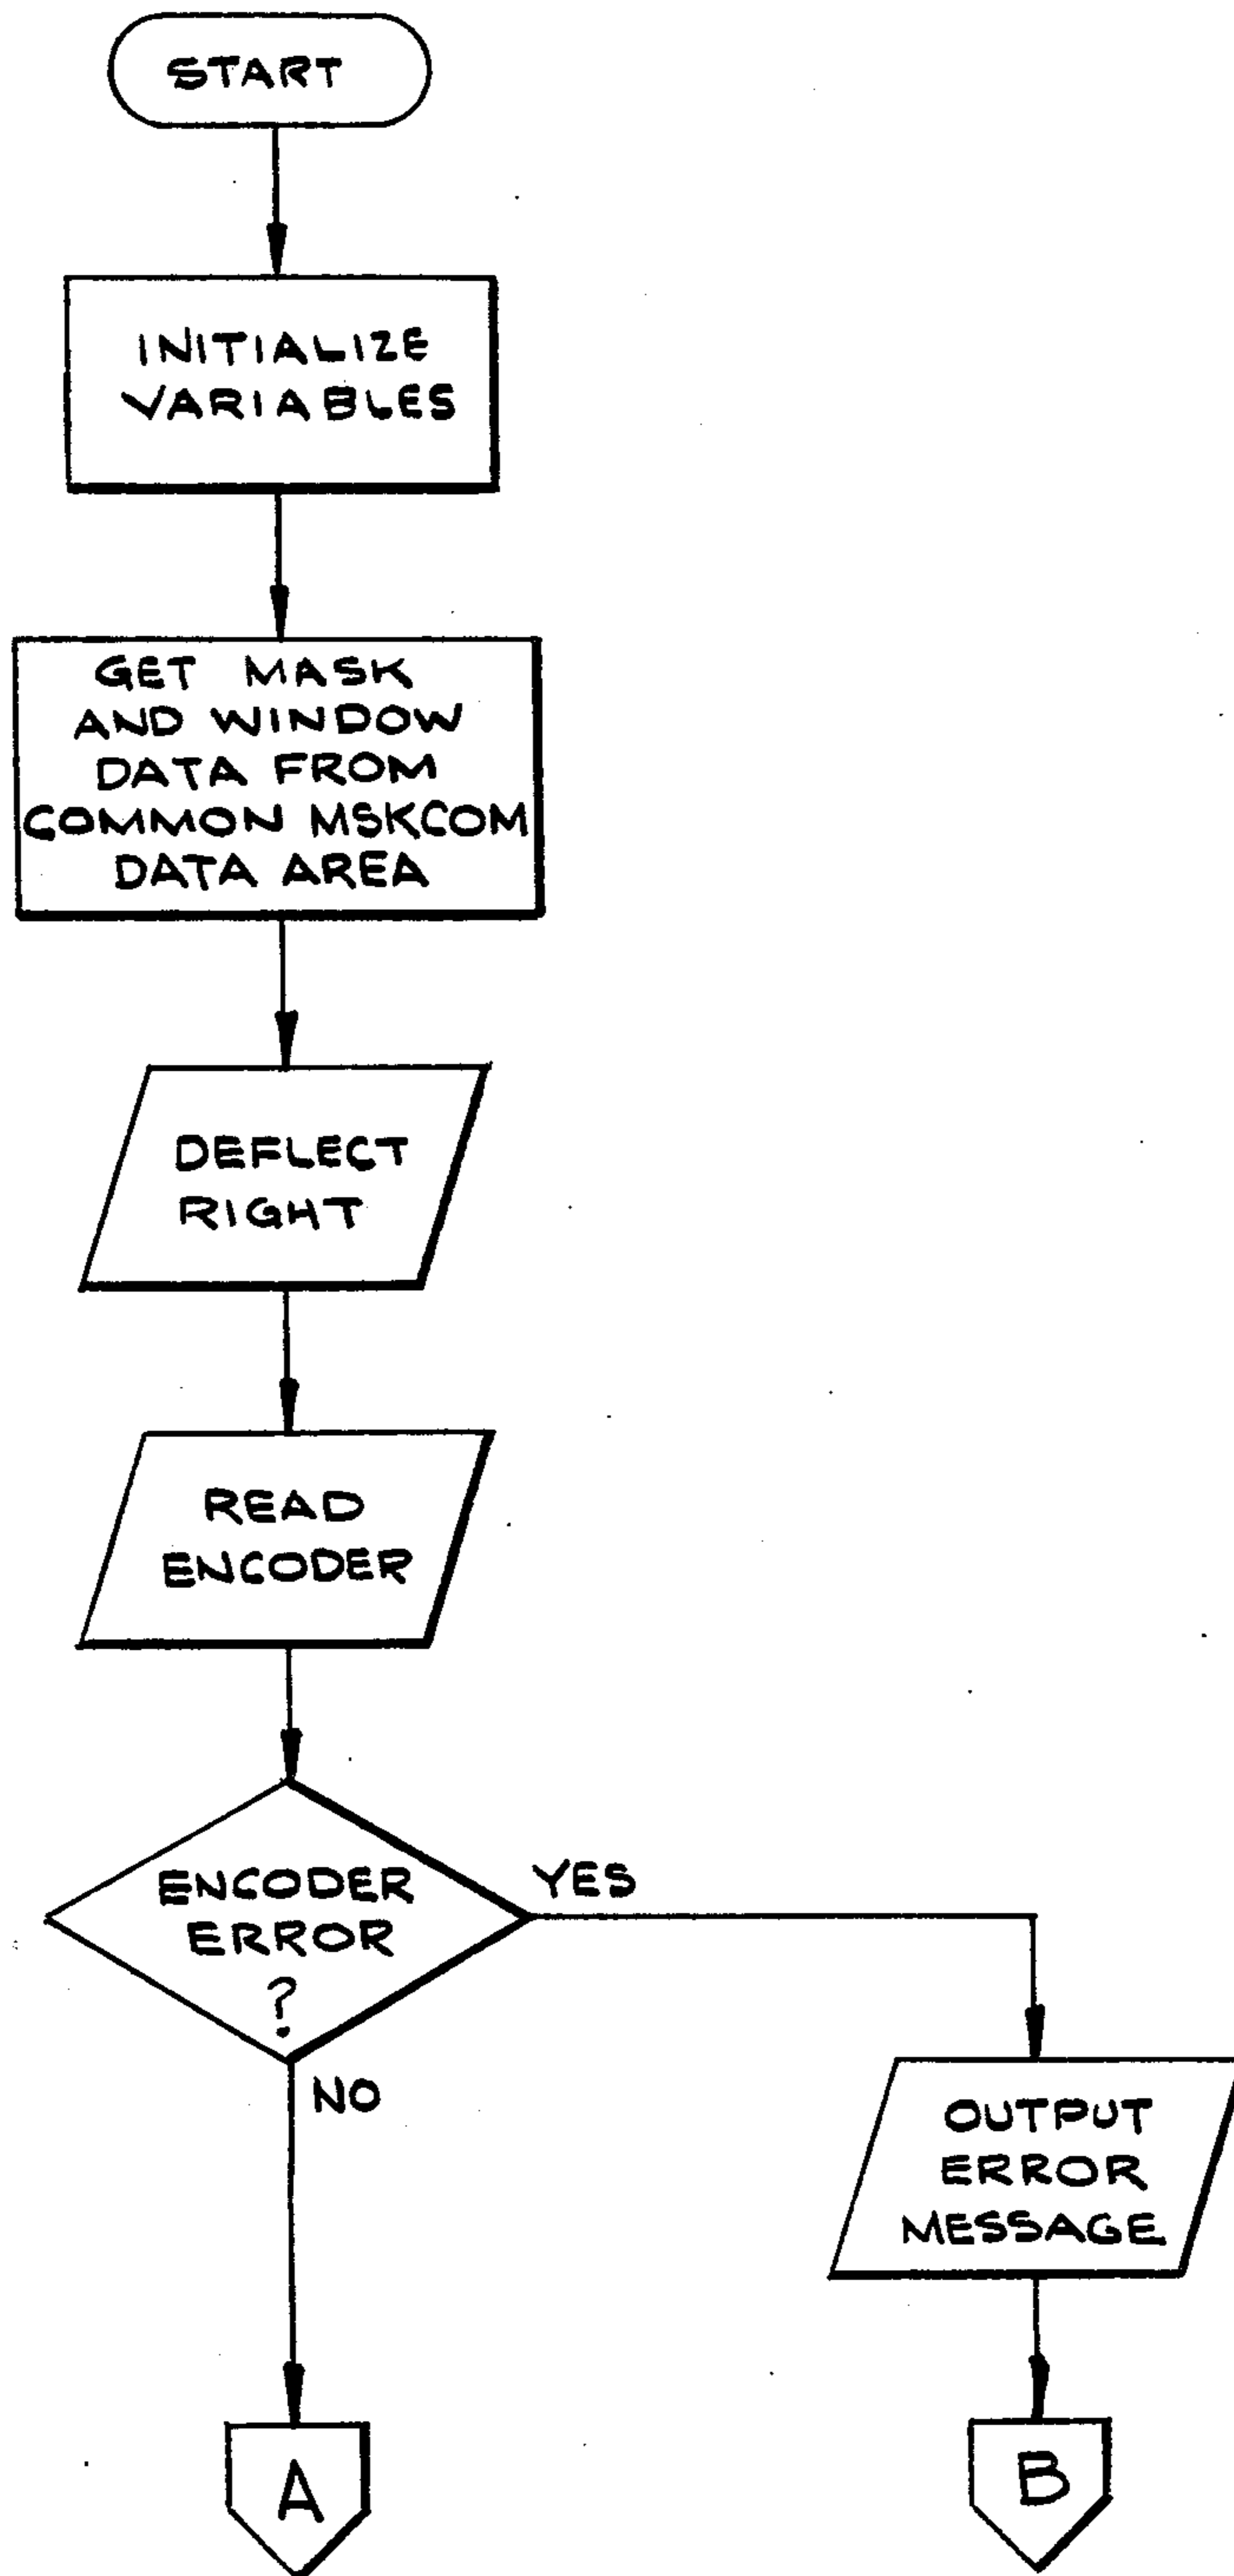 START
INITIALIZE
VARIABLES
GET MASK
AND WINDOW
DATA FROM
COMMON MSKCOM
DATA AREA
DEFLECT
RIGHT
READ
ENCODER
ENCODER
ERROR
?
YES
NO
OUTPUT
ERROR
MESSAGE
A
B